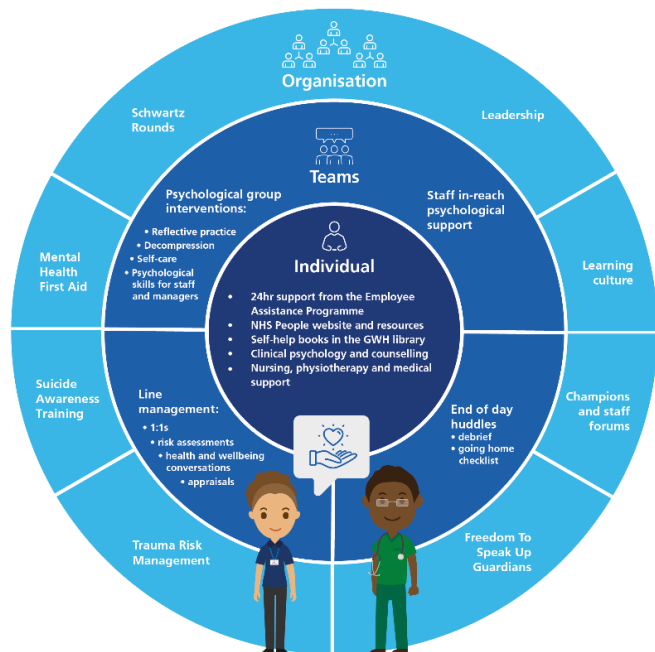 Organisation
Schwartz
Rounds
Leadership
Mental
Health
First Aid
Learning
culture
Suicide
Awareness
Training
Champions
and staff
forums
Trauma Risk
Management
Freedom To
Speak Up
Guardians
Teams
Psychological group
interventions:
• Reflective practice
• Decompression
• Self-care
• Psychological
skills for staff
and managers
Staff in-reach
psychological
support
Line
management:
• 1:1s
• risk assessments
• health and wellbeing
conversations
• appraisals
End of day
huddles
• debrief
• going home
checklist
Individual
• 24hr support from the Employee
Assistance Programme
• NHS People website and resources
• Self-help books in the GWH library
• Clinical psychology and counselling
• Nursing, physiotherapy and medical
support